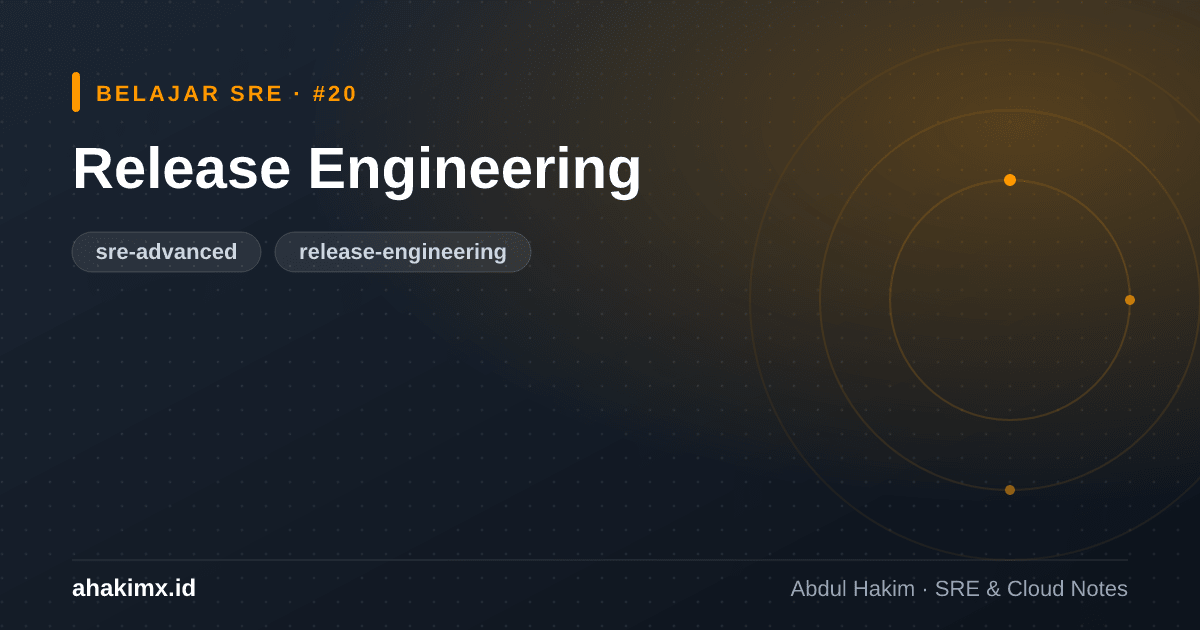 BELAJAR SRE · #20
Release Engineering
sre-advanced
release-engineering
ahakimx.id
Abdul Hakim · SRE & Cloud Notes